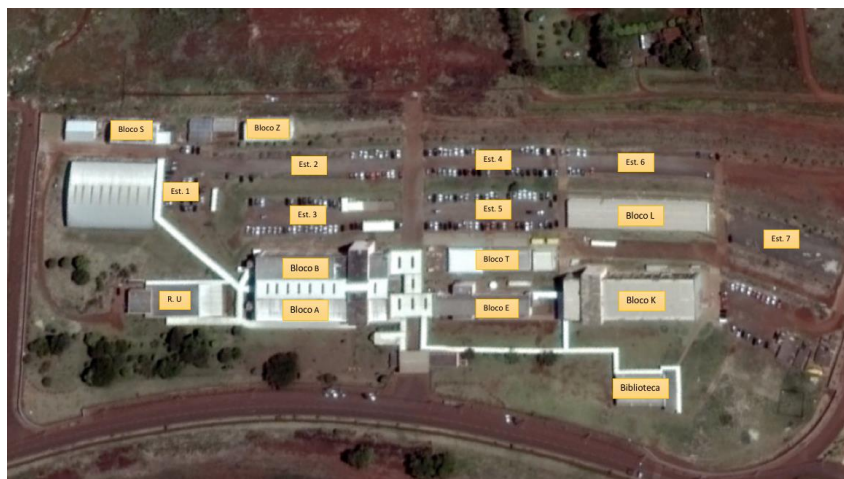 Bloco S
Bloco Z
Est. 2
Est. 4
Est. 6
Est. 1
Est. 3
Est. 5
Bloco L
Est. 7
Bloco B
Bloco T
R. U
Bloco A
Bloco E
Bloco K
Biblioteca